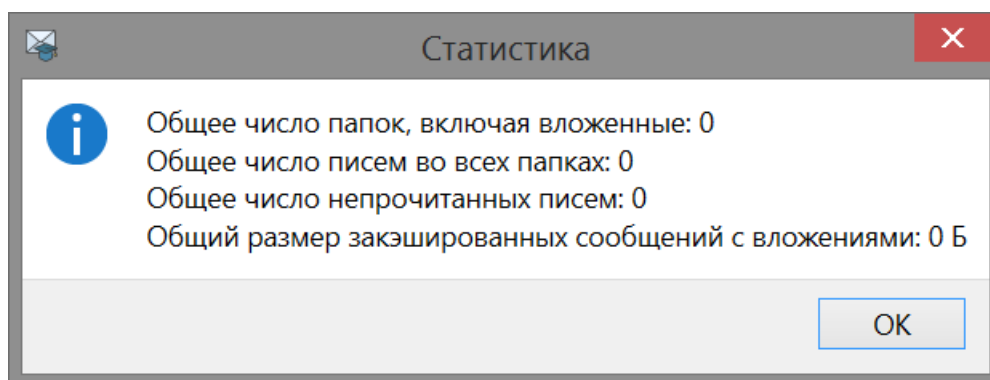 Статистика
Общее число папок, включая вложенные: 0
Общее число писем во всех папках: 0
Общее число непрочитанных писем: 0
Общий размер закэшированных сообщений с вложениями: 0 Б
OK